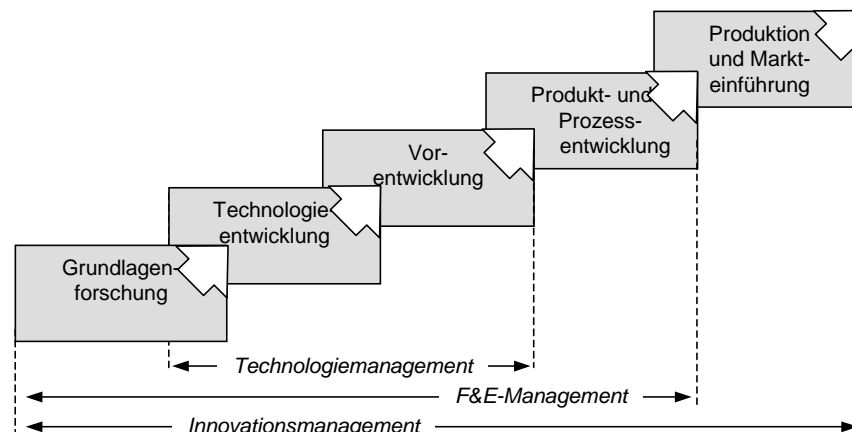 Produktion
und Markt-
einführung
Produkt- und
Prozess-
entwicklung
Vor-
entwicklung
Technologie
entwicklung
Grundlagen-
forschung
Technologiemanagement
F&E-Management
Innovationsmanagement